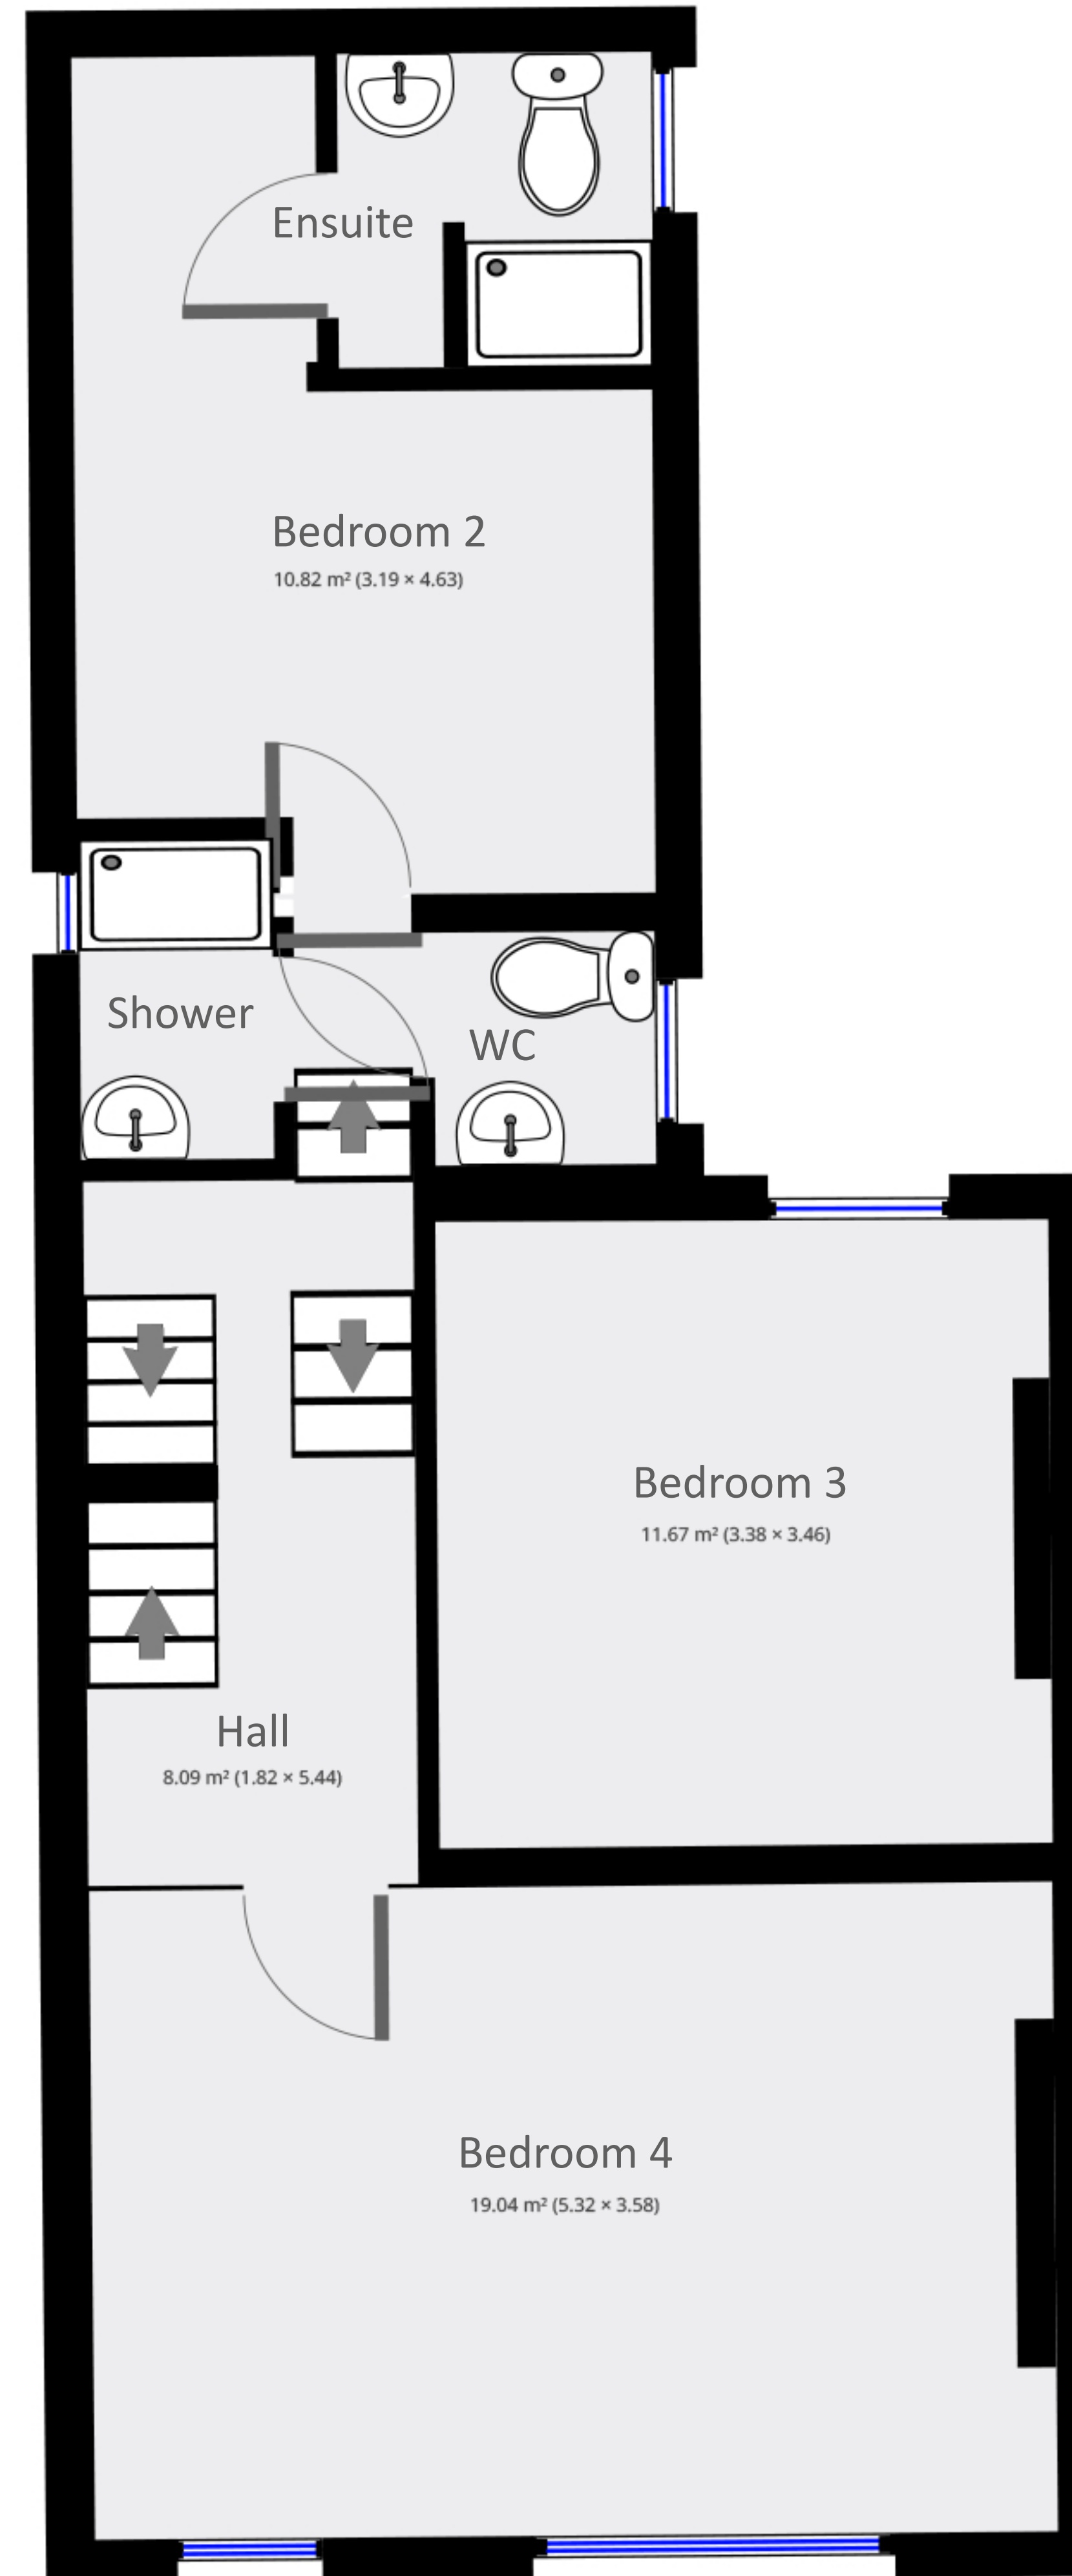 Ensuite
Bedroom 2
10.82 m² (3.19 × 4.63)
Shower
WC
Bedroom 3
11.67 m² (3.38 × 3.46)
Hall
8.09 m² (1.82 × 5.44)
Bedroom 4
19.04 m² (5.32 × 3.58)